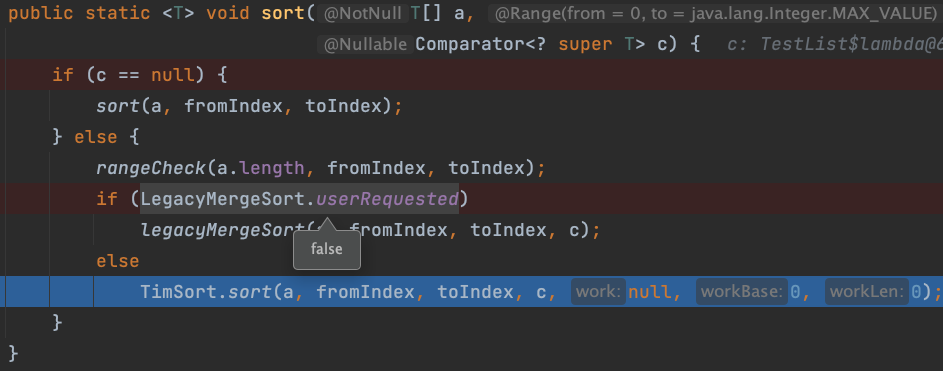 public static <T> void sort( @NotNull T[] a, @Range(from = 0, to = java.lang.Integer.MAX_VALUE)
@Nullable Comparator<? super T> c) { c: TestList$lambda@
if (c == null) {
sort(a, fromIndex, toIndex);
} else {
rangeCheck(a.length, fromIndex, toIndex);
if (LegacyMergeSort.userRequested)
legacyMergeSort( fromIndex, toIndex, c);
false
else
TimSort.sort(a, fromIndex, toIndex, c, work: null, workBase: 0, workLen: 0);
}
}